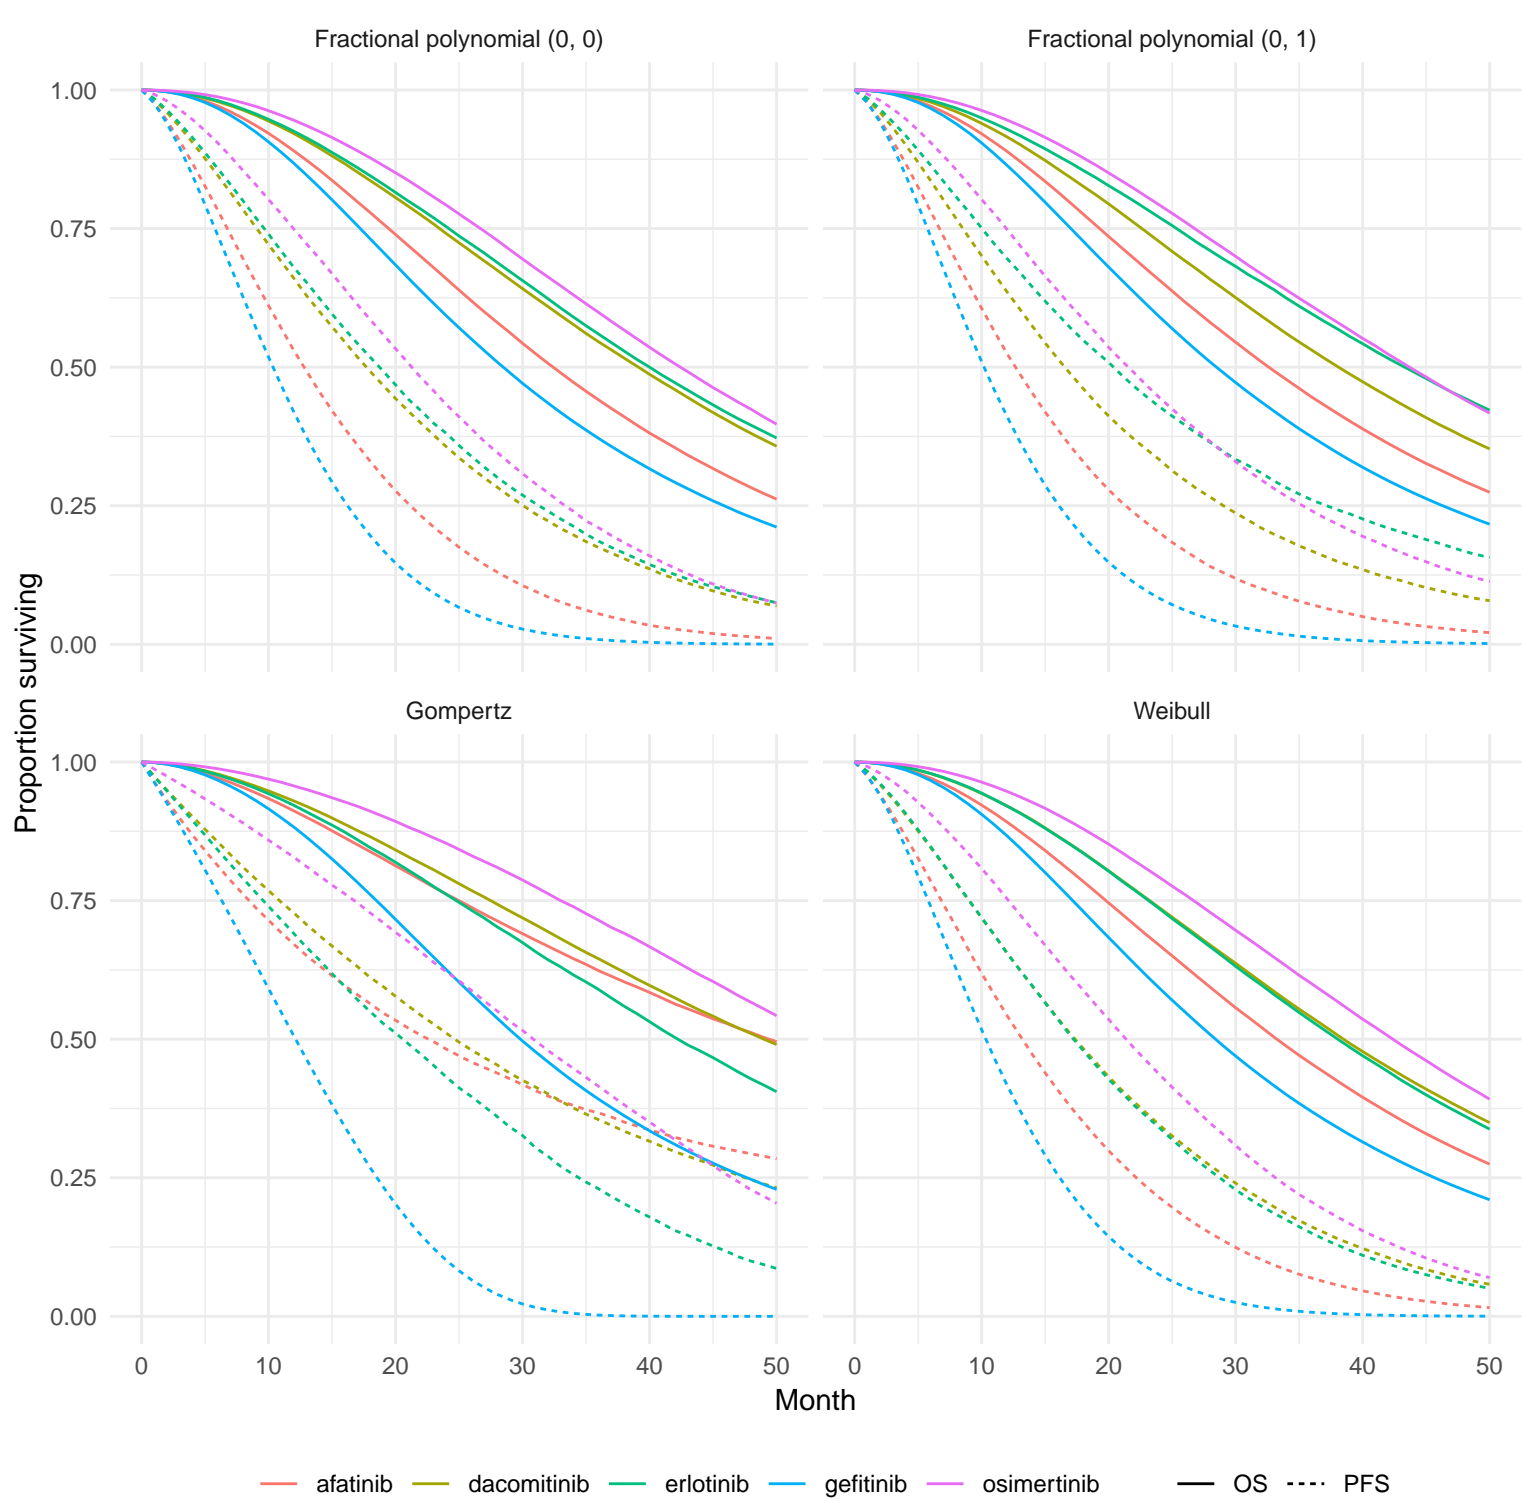 Fractional polynomial (0, 0) Fractional polynomial (0, 1)
1.00
0.75
0.50
0.25
0.00
Proportion surviving
Gompertz Weibull
1.00
0.75
0.50
0.25
0.00
0 10 20 30 40 50 0 10 20 30 40 50
Month
afatinib dacomitinib erlotinib gefitinib osimertinib OS PFS